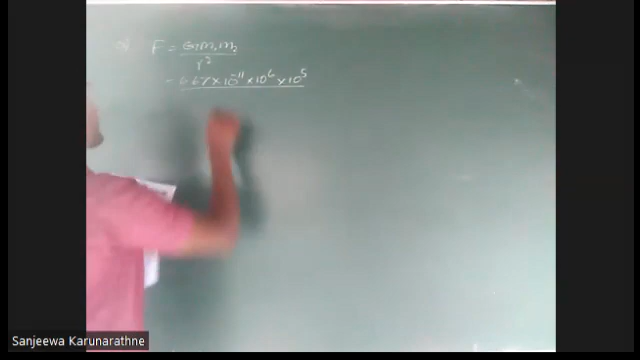 F = Gm₁m₂
r²
= 6.67×10⁻¹¹ ×10⁶ ×10⁵
Sanjeewa Karunarathne